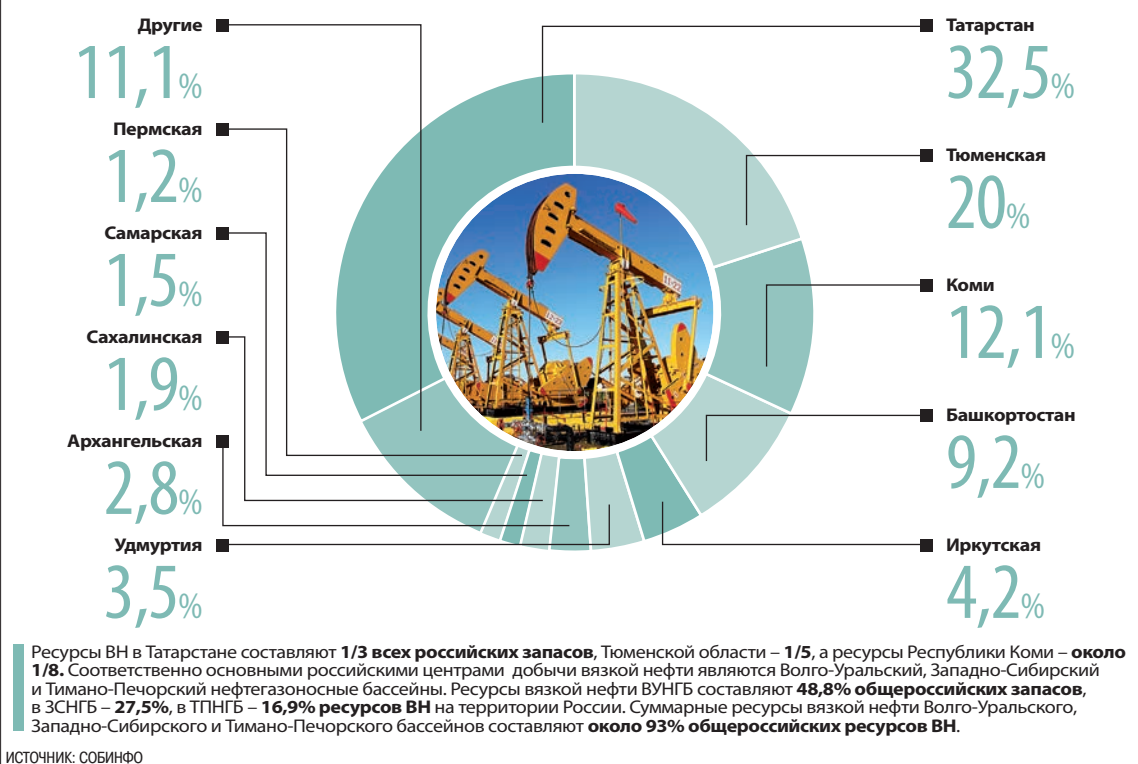 Другие
11,1%
Пермская
1,2%
Самарская
1,5%
Сахалинская
1,9%
Архангельская
2,8%
Удмуртия
3,5%
Татарстан
32,5%
Тюменская
20%
Коми
12,1%
Башкортостан
9,2%
Иркутская
4,2%
11-22
11-22
Ресурсы ВН в Татарстане составляют 1/3 всех российских запасов, Тюменской области – 1/5, а ресурсы Республики Коми – около
1/8. Соответственно основными российскими центрами добычи вязкой нефти являются Волго-Уральский, Западно-Сибирский
и Тимано-Печорский нефтегазоносные бассейны. Ресурсы вязкой нефти ВУНГБ составляют 48,8% общероссийских запасов,
в ЗСНГБ – 27,5%, в ТПНГБ – 16,9% ресурсов ВН на территории России. Суммарные ресурсы вязкой нефти Волго-Уральского,
Западно-Сибирского и Тимано-Печорского бассейнов составляют около 93% общероссийских ресурсов ВН.
ИСТОЧНИК: СОБИНФО